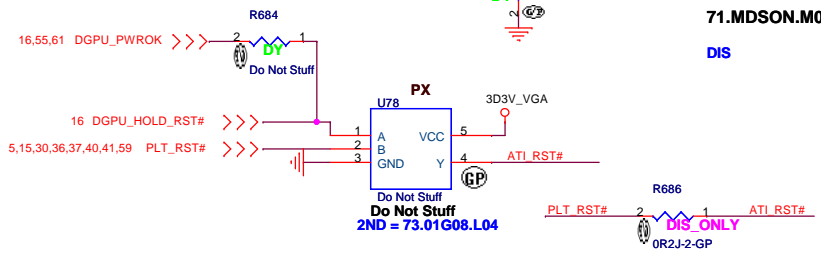 2
GP
71.MDSON.M0
DIS
R684
16,55,61 DGPU_PWROK
2
1
DY
Do Not Stuff
PX
U78
3D3V_VGA
16 DGPU_HOLD_RST#
1
A
VCC
5
5,15,30,36,37,40,41,59 PLT_RST#
2
B
3
GND
Y
4
ATI_RST#
GP
Do Not Stuff
Do Not Stuff
2ND = 73.01G08.L04
R686
PLT_RST#
2
1
ATI_RST#
DIS_ONLY
0R2J-2-GP